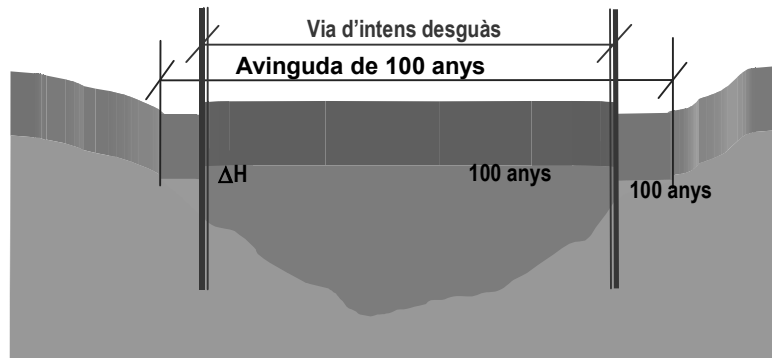 Via d'intens desguàs
Avinguda de 100 anys
ΔH
100 anys
100 anys